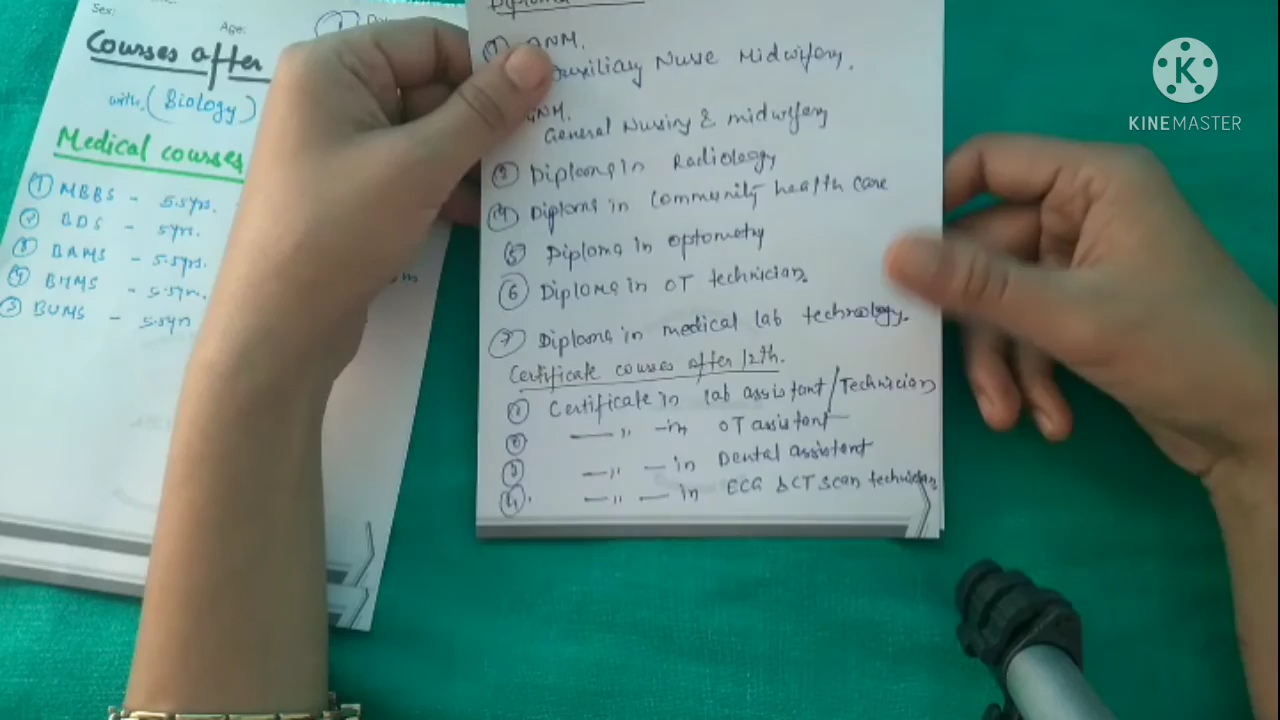 Sex:
Age:
Courses after
with (Biology)
Medical courses
① MBBS - 5.5yrs.
② BDS - 5yrs.
③ BAMS - 5.5yrs.
④ BHMS - 5.5yrs.
⑤ BUMS - 5.5yrs
Diploma
① ANM.
Auxiliary Nurse Midwifery.
GNM.
General Nursing & midwifery
③ Diploma in Radiology
④ Diploma in Community health care
⑤ Diploma in optometry
⑥ Diploma in OT technician.
⑦ Diploma in medical lab technology.
Certificate courses after 12th.
① Certificate in lab assistant/Technician
② —〃 — in OT assistant
③ —〃 — in Dental assistant
④. —〃 — in ECG & CT Scan technician
KINEMASTER